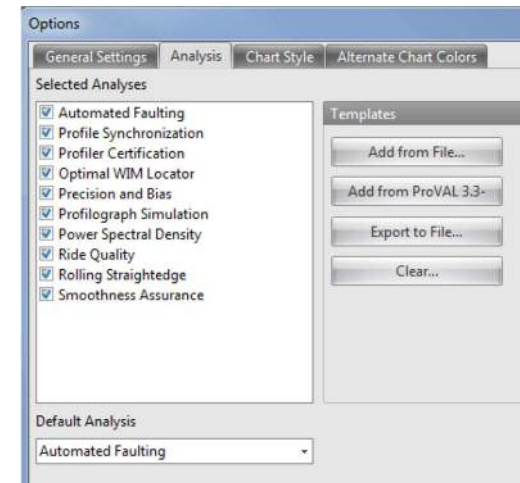 Options
General Settings Analysis Chart Style Alternate Chart Colors
Selected Analyses
Automated Faulting
Profile Synchronization
Profiler Certification
Optimal WIM Locator
Precision and Bias
Profilograph Simulation
Power Spectral Density
Ride Quality
Rolling Straightedge
Smoothness Assurance
Templates
Add from File...
Add from ProVAL 3.3-
Export to File...
Clear...
Default Analysis
Automated Faulting